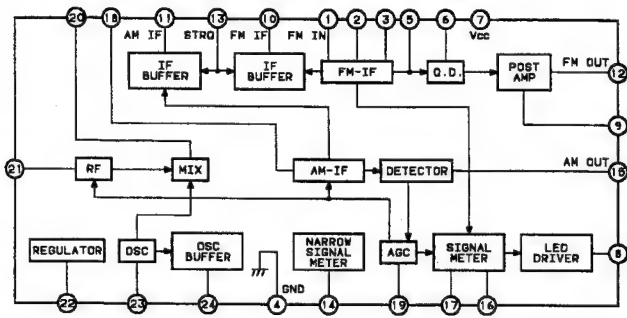 20 18 11 13 10 1 2 3 5 6 7
AM IF STRQ FM IF FM IN Vcc
IF BUFFER
IF BUFFER
FM-IF
Q.D.
POST AMP
FM OUT
12
9
21
RF
MIX
AM-IF
DETECTOR
AM OUT
15
REGULATOR
OSC
OSC BUFFER
GND
NARROW SIGNAL METER
AGC
SIGNAL METER
LED DRIVER
8
22 23 24 4 14 19 17 16